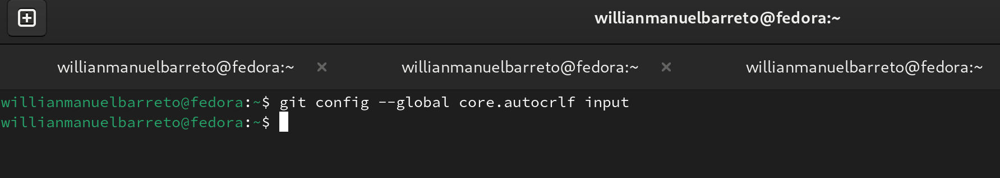 willianmanuelbarreto@fedora:~
willianmanuelbarreto@fedora:~ × willianmanuelbarreto@fedora:~ × willianmanuelbarreto@fedora:~
willianmanuelbarreto@fedora:~$ git config --global core.autocrlf input
willianmanuelbarreto@fedora:~$